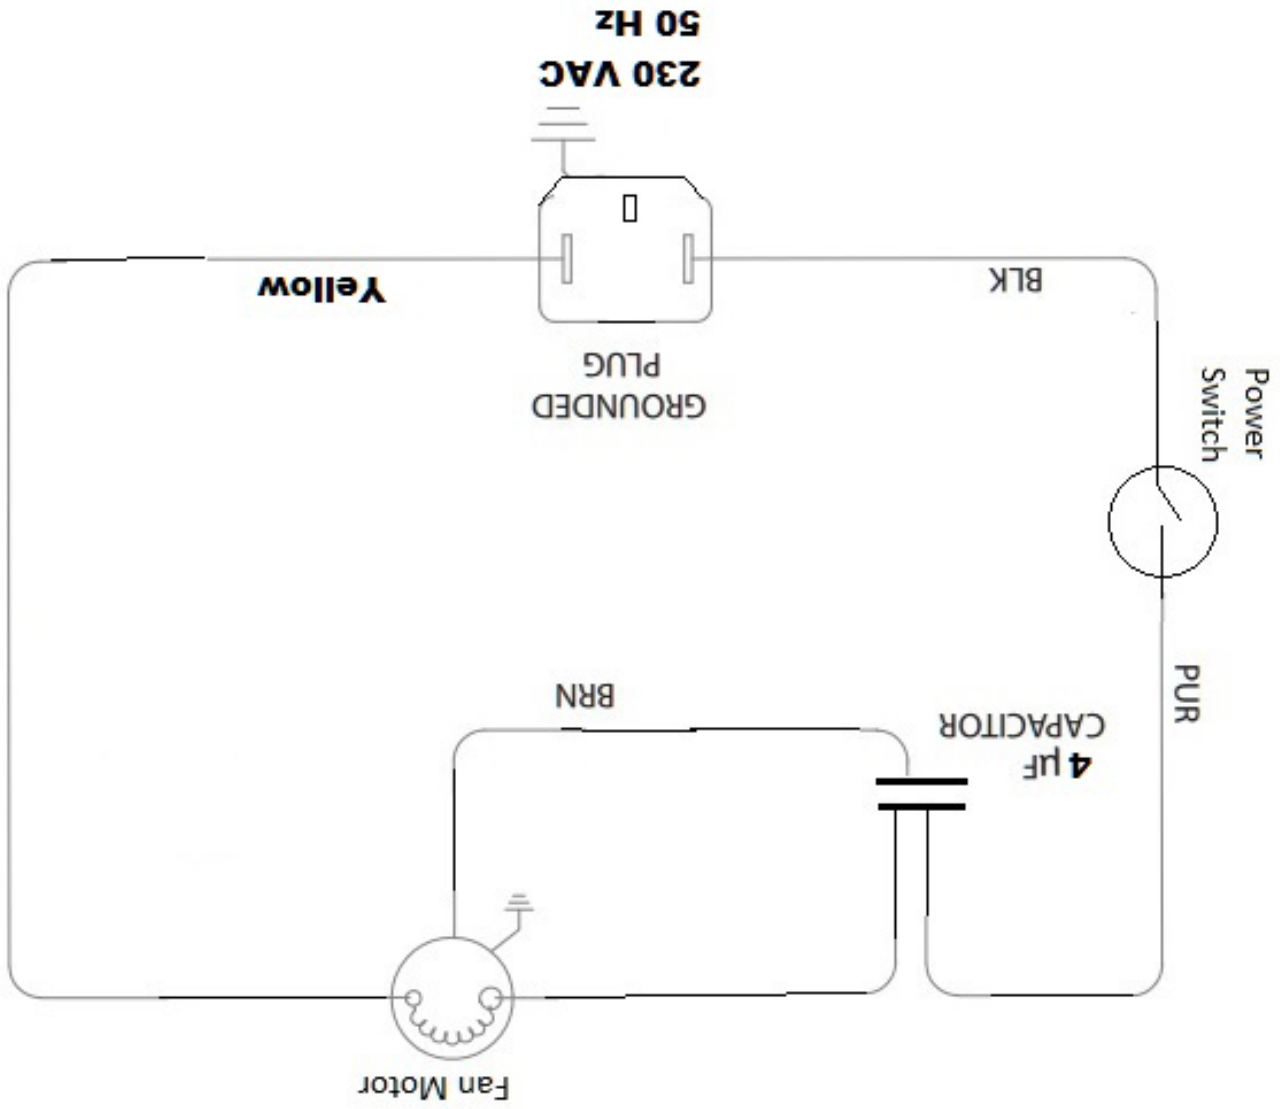 Fan Motor
4 µF
CAPACITOR
PUR
BRN
Power
Switch
GROUNDED
PLUG
BLK
Yellow
230 VAC
50 Hz